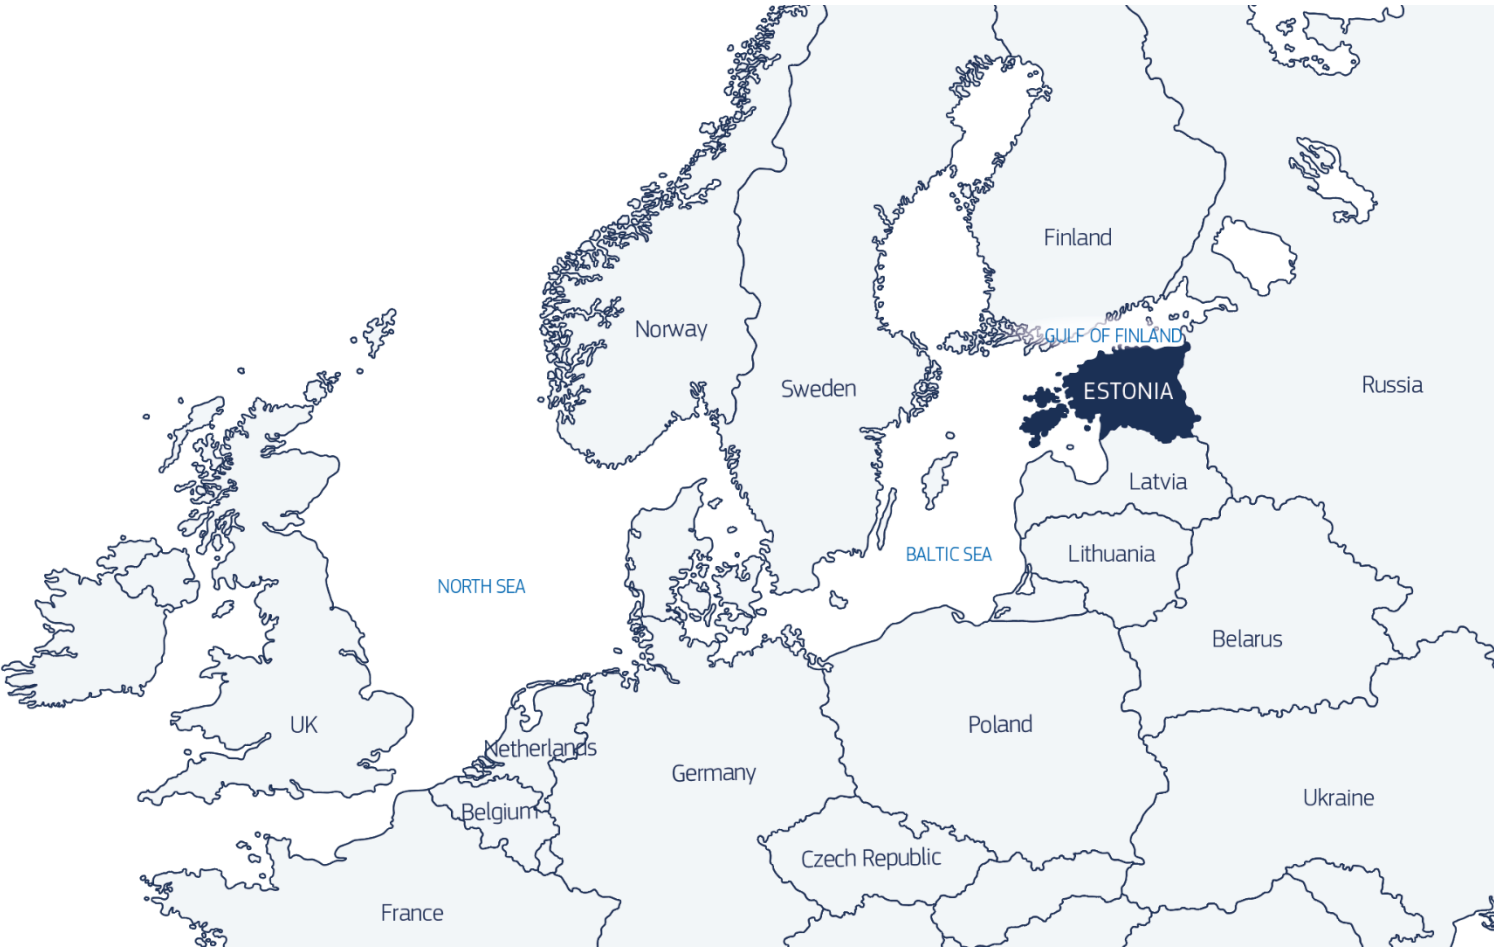 Finland
Norway
GULF OF FINLAND
Sweden
ESTONIA
Russia
Latvia
BALTIC SEA
Lithuania
NORTH SEA
Belarus
UK
Poland
Netherlands
Germany
Ukraine
Belgium
Czech Republic
France